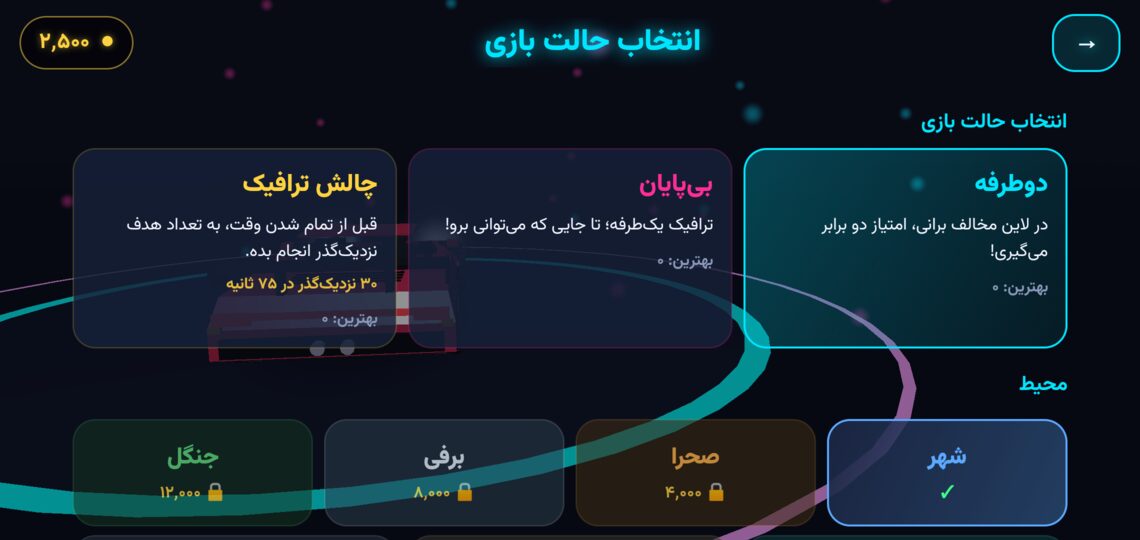 →
انتخاب حالت بازی
۲,۵۰۰
انتخاب حالت بازی
دوطرفه
در لاین مخالف برانی، امتیاز دو برابر
می‌گیری!
بهترین: ۰
بی‌پایان
ترافیک یک‌طرفه؛ تا جایی که می‌توانی برو!
بهترین: ۰
چالش ترافیک
قبل از تمام شدن وقت، به تعداد هدف
نزدیک‌گذر انجام بده.
۳۰ نزدیک‌گذر در ۷۵ ثانیه
بهترین: ۰
محیط
شهر
✓
صحرا
۴,۰۰۰
برفی
۸,۰۰۰
جنگل
۱۲,۰۰۰